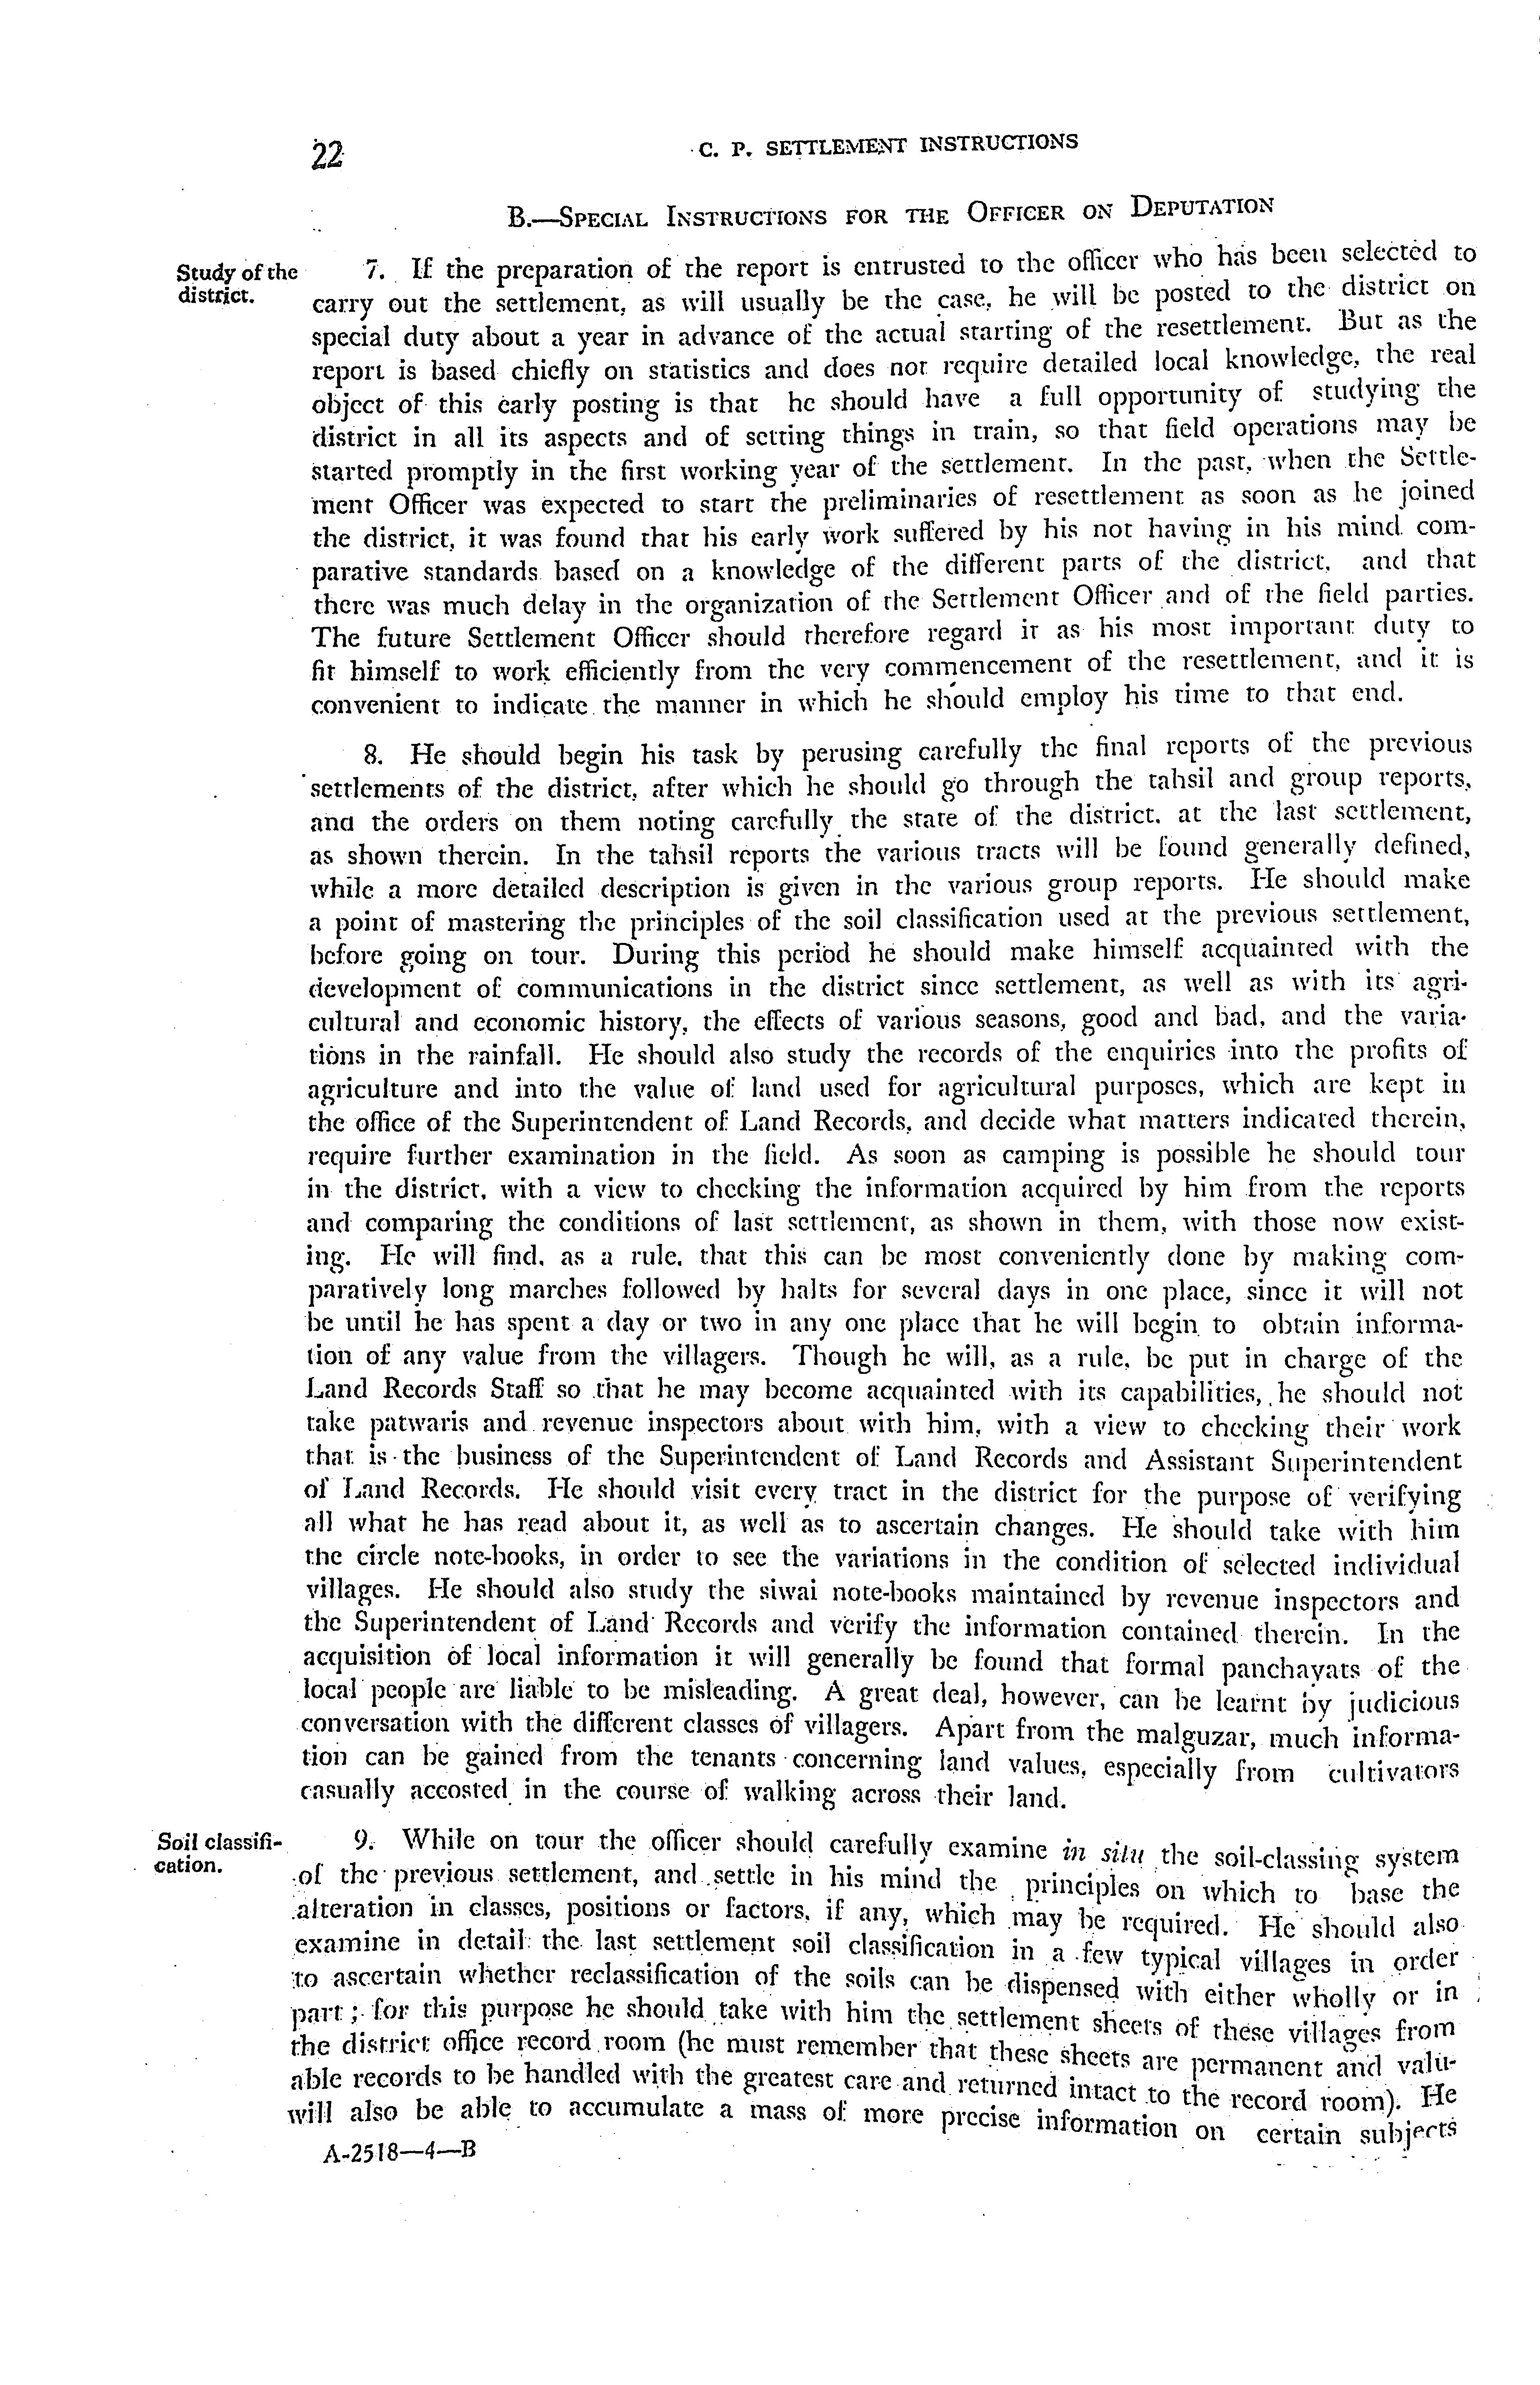 22
C. P. SETTLEMENT INSTRUCTIONS
B.—SPECIAL INSTRUCTIONS FOR THE OFFICER ON DEPUTATION
Study of the
district.
7. If the preparation of the report is entrusted to the officer who has been selected to
carry out the settlement, as will usually be the case, he will be posted to the district on
special duty about a year in advance of the actual starting of the resettlement. But as the
report is based chiefly on statistics and does not require detailed local knowledge, the real
object of this early posting is that he should have a full opportunity of studying the
district in all its aspects and of setting things in train, so that field operations may be
started promptly in the first working year of the settlement. In the past, when the Settle-
ment Officer was expected to start the preliminaries of resettlement as soon as he joined
the district, it was found that his early work suffered by his not having in his mind com-
parative standards based on a knowledge of the different parts of the district, and that
there was much delay in the organization of the Settlement Officer and of the field parties.
The future Settlement Officer should therefore regard it as his most important duty to
fit himself to work efficiently from the very commencement of the resettlement, and it is
convenient to indicate the manner in which he should employ his time to that end.
8. He should begin his task by perusing carefully the final reports of the previous
settlements of the district, after which he should go through the tahsil and group reports,
and the orders on them noting carefully the state of the district at the last settlement,
as shown therein. In the tahsil reports the various tracts will be found generally defined,
while a more detailed description is given in the various group reports. He should make
a point of mastering the principles of the soil classification used at the previous settlement,
before going on tour. During this period he should make himself acquainted with the
development of communications in the district since settlement, as well as with its agri-
cultural and economic history, the effects of various seasons, good and bad, and the varia-
tions in the rainfall. He should also study the records of the enquiries into the profits of
agriculture and into the value of land used for agricultural purposes, which are kept in
the office of the Superintendent of Land Records, and decide what matters indicated therein,
require further examination in the field. As soon as camping is possible he should tour
in the district, with a view to checking the information acquired by him from the reports
and comparing the conditions of last settlement, as shown in them, with those now exist-
ing. He will find, as a rule, that this can be most conveniently done by making com-
paratively long marches followed by halts for several days in one place, since it will not
be until he has spent a day or two in any one place that he will begin to obtain informa-
tion of any value from the villagers. Though he will, as a rule, be put in charge of the
Land Records Staff so that he may become acquainted with its capabilities, he should not
take patwaris and revenue inspectors about with him, with a view to checking their work
that is the business of the Superintendent of Land Records and Assistant Superintendent
of Land Records. He should visit every tract in the district for the purpose of verifying
all what he has read about it, as well as to ascertain changes. He should take with him
the circle note-books, in order to see the variations in the condition of selected individual
villages. He should also study the siwai note-books maintained by revenue inspectors and
the Superintendent of Land Records and verify the information contained therein. In the
acquisition of local information it will generally be found that formal panchayats of the
local people are liable to be misleading. A great deal, however, can be learnt by judicious
conversation with the different classes of villagers. Apart from the malguzar, much informa-
tion can be gained from the tenants concerning land values, especially from cultivators
casually accosted in the course of walking across their land.
Soil classifi-
cation.
9. While on tour the officer should carefully examine in situ the soil-classing system
of the previous settlement, and settle in his mind the principles on which to base the
alteration in classes, positions or factors, if any, which may be required. He should also
examine in detail the last settlement soil classification in a few typical villages in order
to ascertain whether reclassification of the soils can be dispensed with either wholly or in
part; for this purpose he should take with him the settlement sheets of these villages from
the district office record room (he must remember that these sheets are permanent and valu-
able records to be handled with the greatest care and returned intact to the record room). He
will also be able to accumulate a mass of more precise information on certain subjects
A-2518—4—B